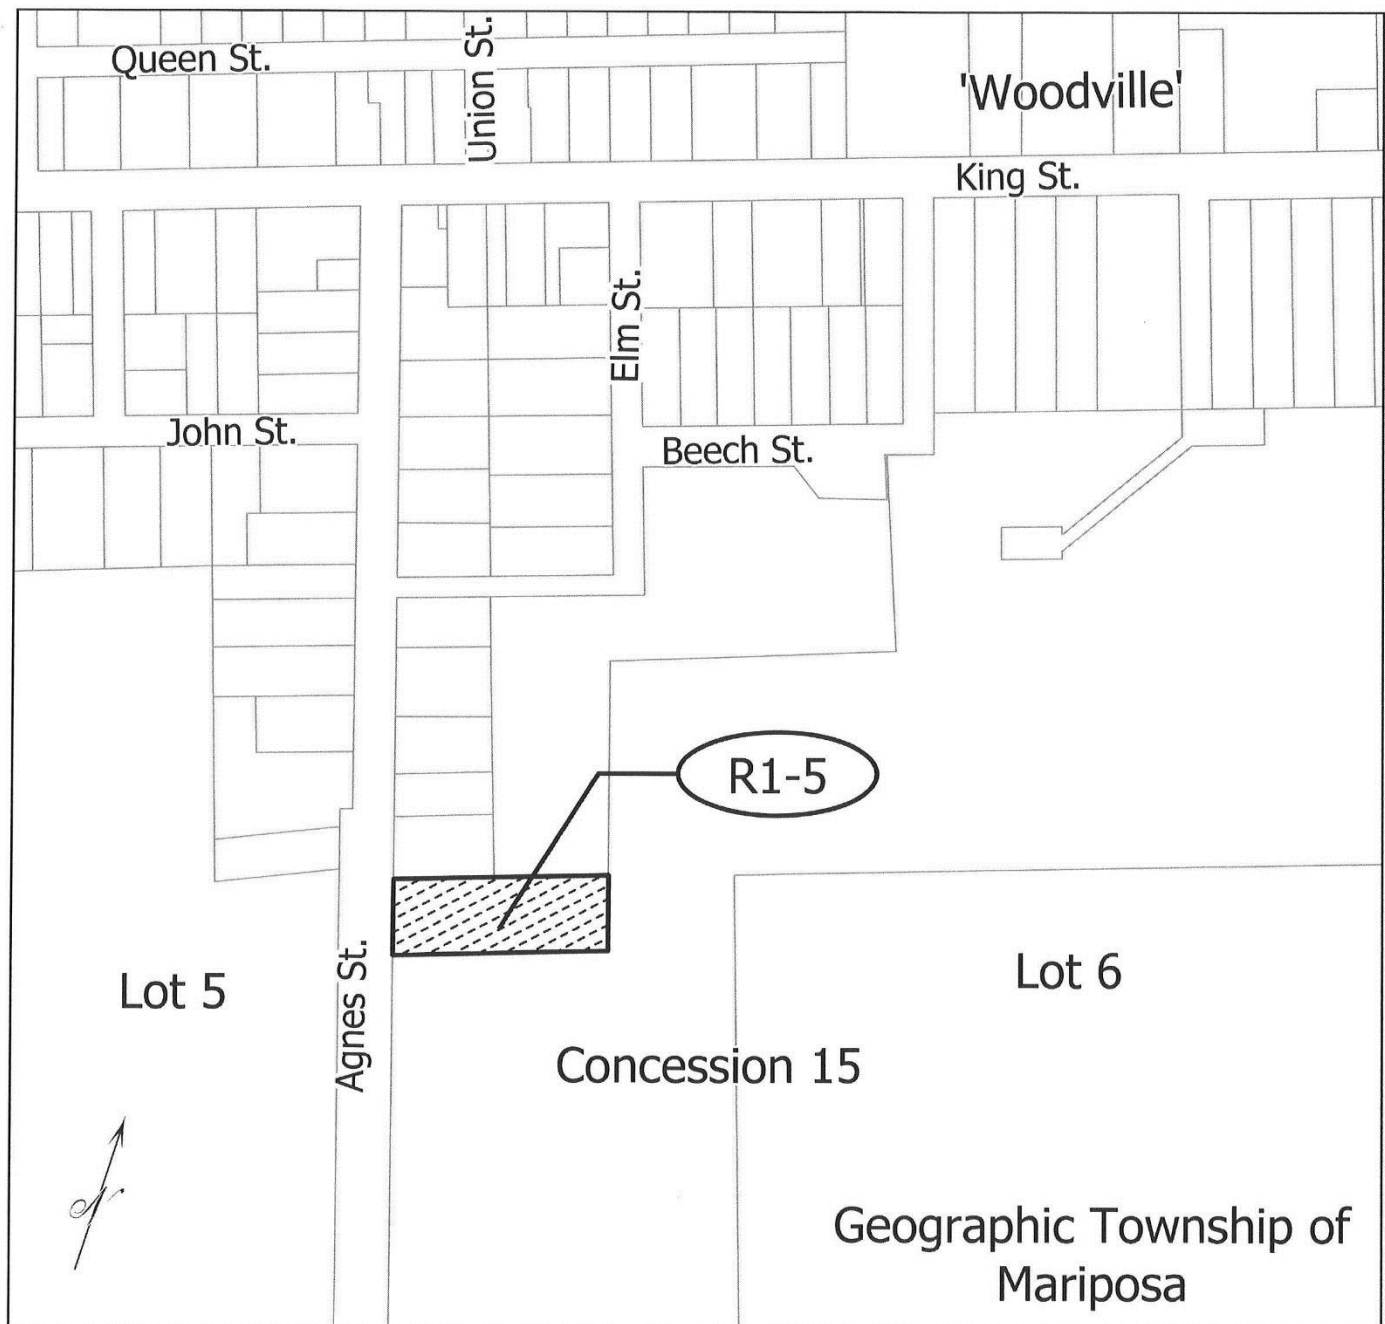 Queen St.
Union St.
'Woodville'
King St.
Elm St.
John St.
Beech St.
R1-5
Lot 5
Agnes St.
Lot 6
Concession 15
Geographic Township of
Mariposa